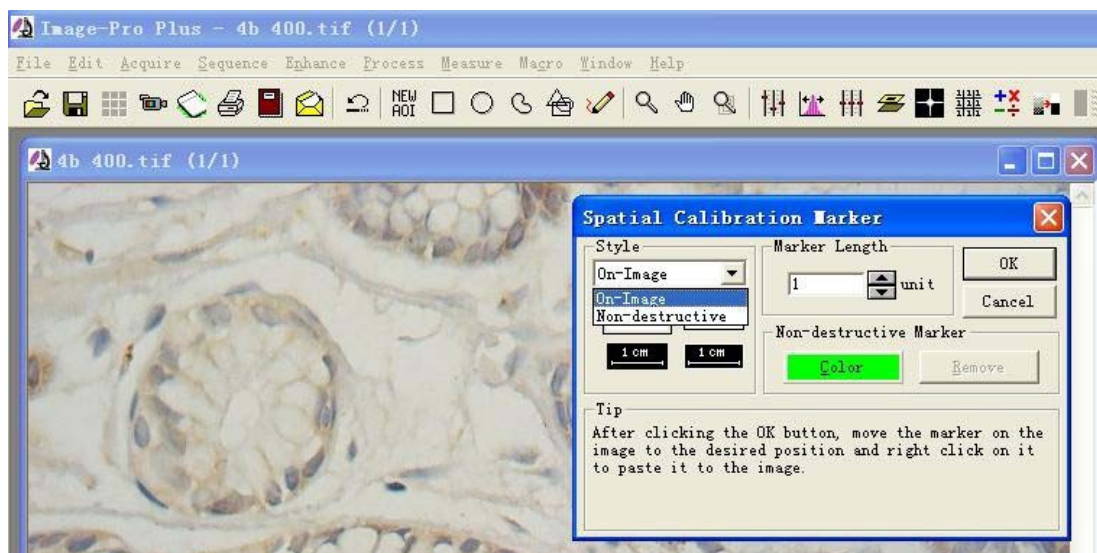 Image-Pro Plus - 4b 400.tif (1/1)
File Edit Acquire Sequence Enhance Process Measure Macro Window Help
NEW
AOI
4b 400.tif (1/1)
Spatial Calibration Marker
Style
On-Image
On-Image
Non-destructive
1 cm 1 cm
Marker Length
1 unit
OK
Cancel
Non-destructive Marker
Color Remove
Tip
After clicking the OK button, move the marker on the
image to the desired position and right click on it
to paste it to the image.